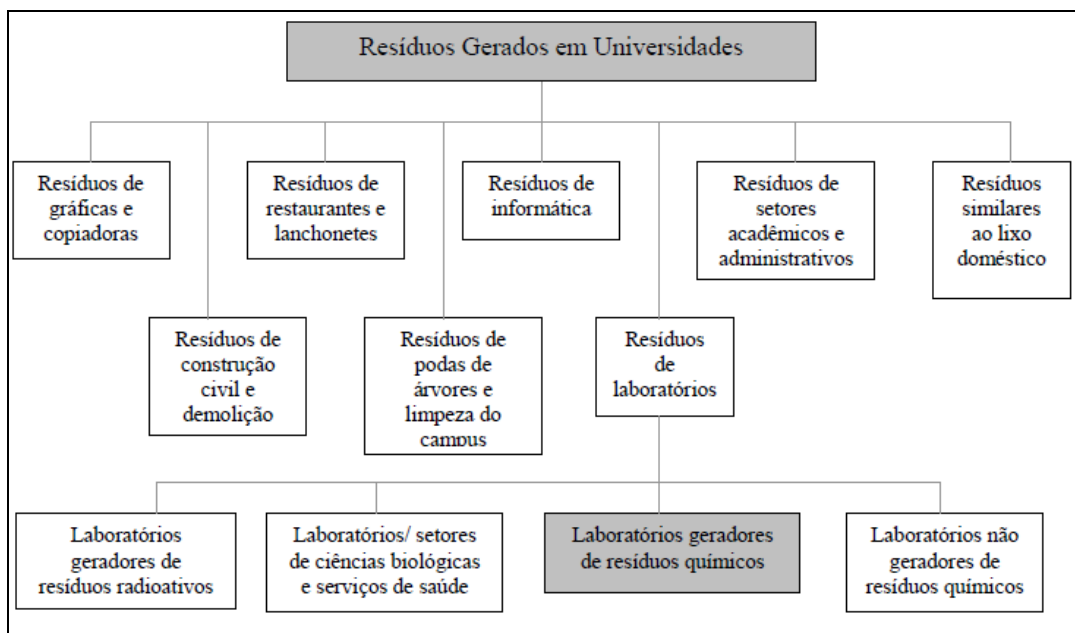 Resíduos Gerados em Universidades
Resíduos de
gráficas e
copiadoras
Resíduos de
restaurantes e
lanchonetes
Resíduos de
informática
Resíduos de
setores
acadêmicos e
administrativos
Resíduos
similares
ao lixo
doméstico
Resíduos de
construção
civil e
demolição
Resíduos de
podas de
árvores e
limpeza do
campus
Resíduos
de
laboratórios
Laboratórios
geradores de
resíduos radioativos
Laboratórios/ setores
de ciências biológicas
e serviços de saúde
Laboratórios geradores
de resíduos químicos
Laboratórios não
geradores de
resíduos químicos